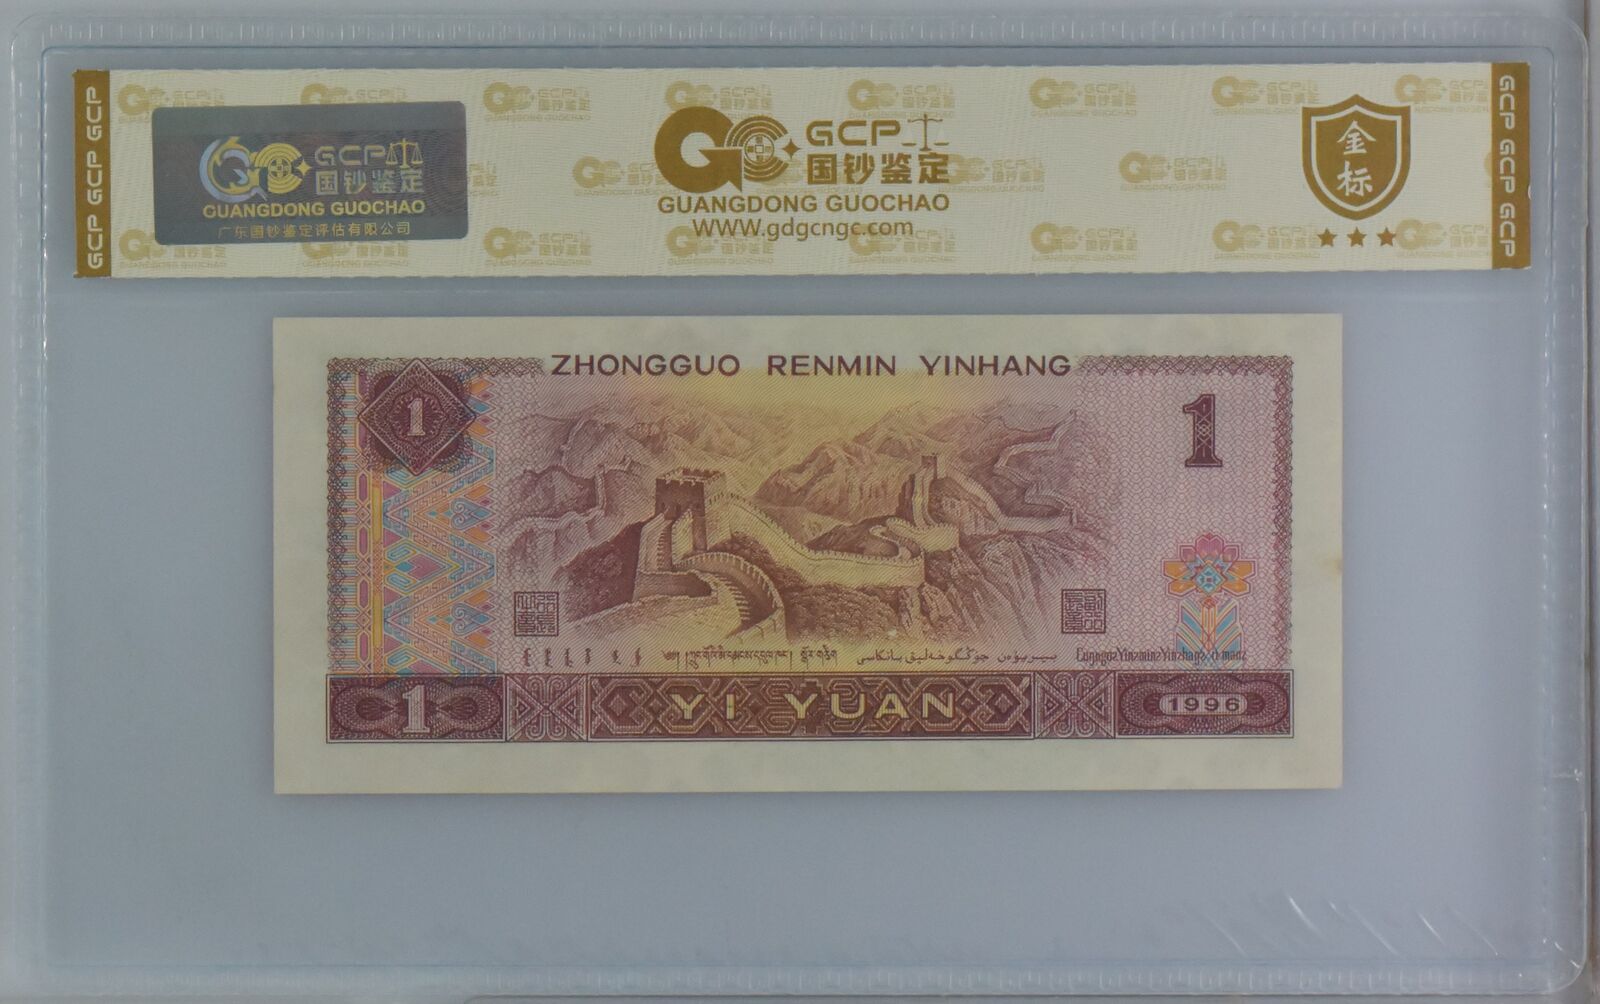 GCP GCP GCP
GCP
国钞鉴定
GUANGDONG GUOCHAO
广东国钞鉴定评估有限公司
GCP
国钞鉴定
GUANGDONG GUOCHAO
WWW.gdgcngc.com
金标
GCP GCP GCP
ZHONGGUO RENMIN YINHANG
1
1
1 YI YUAN 1996